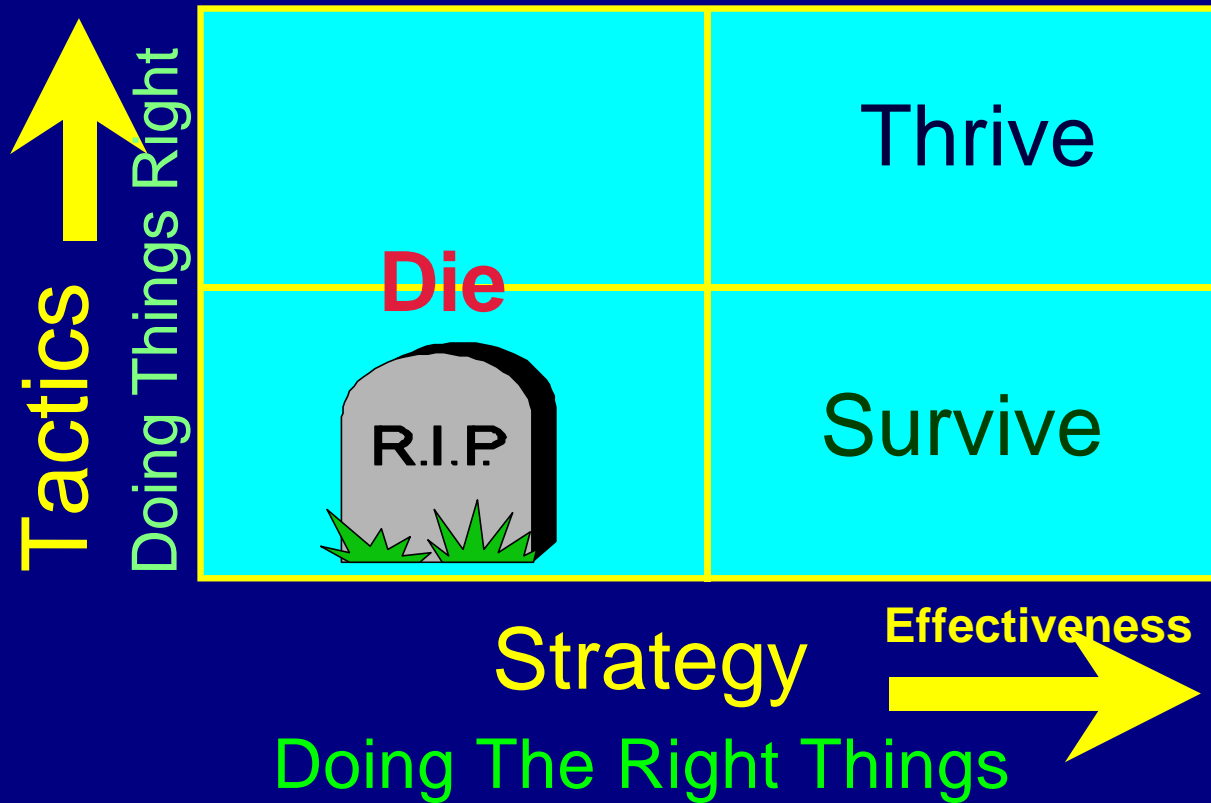 Tactics
Doing Things Right
Thrive
Die
Survive
R.I.P.
Effectiveness
Strategy
Doing The Right Things